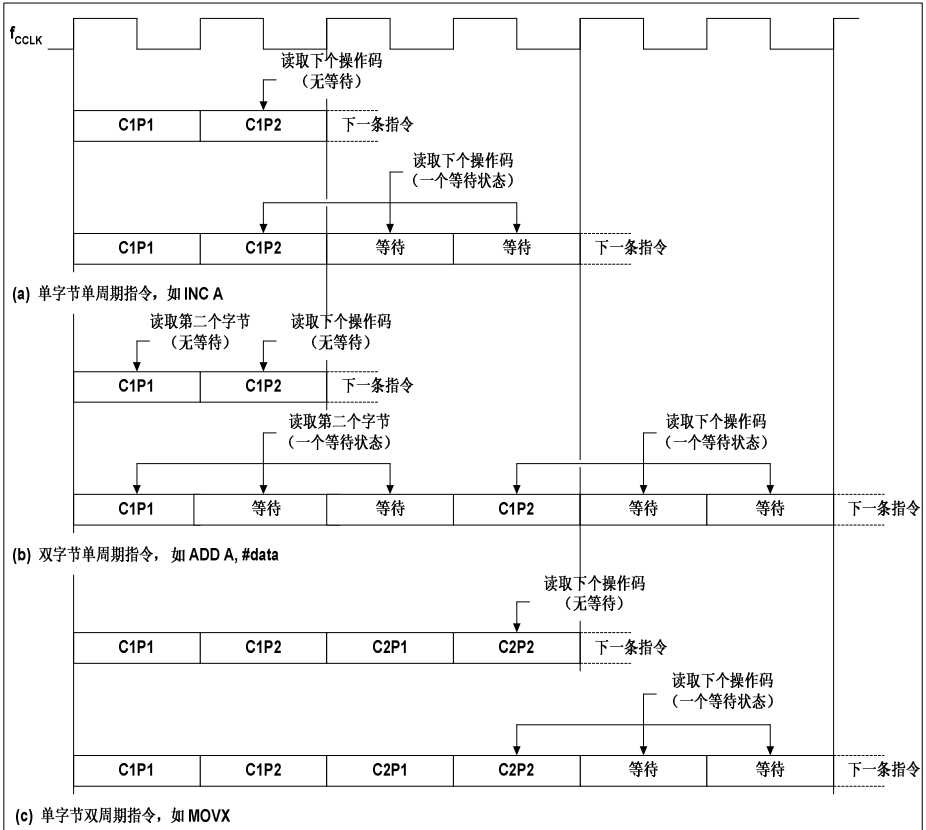 fCCLK
读取下个操作码
（无等待）
C1P1 C1P2 下一条指令
读取下个操作码
（一个等待状态）
C1P1 C1P2 等待 等待 下一条指令
(a) 单字节单周期指令，如 INC A
读取第二个字节 读取下个操作码
（无等待） （无等待）
C1P1 C1P2 下一条指令
读取第二个字节 读取下个操作码
（一个等待状态） （一个等待状态）
C1P1 等待 等待 C1P2 等待 等待 下一条指令
(b) 双字节单周期指令，如 ADD A, #data
读取下个操作码
（无等待）
C1P1 C1P2 C2P1 C2P2 下一条指令
读取下个操作码
（一个等待状态）
C1P1 C1P2 C2P1 C2P2 等待 等待 下一条指令
(c) 单字节双周期指令，如 MOVX